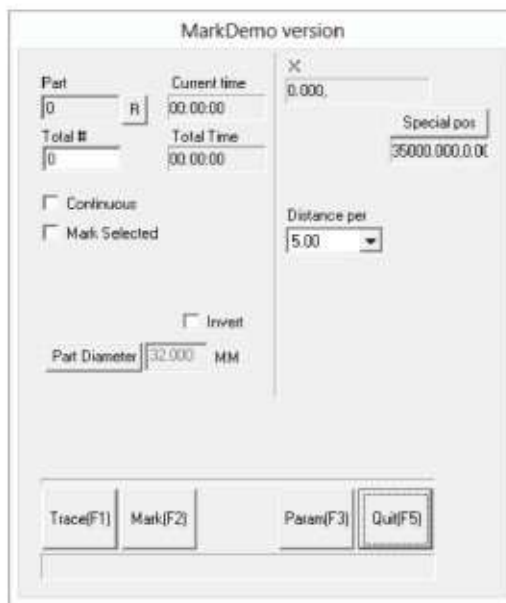 MarkDemo version
Part
Current time
0
R
00:00:00
Total #
Total Time
0
00:00:00
Continuous
Mark Selected
Invert
Part Diameter
32.000
MM
X
0.000,
Special pos
35000.000,0.00
Distance per
5.00
Trace(F1)
Mark(F2)
Param(F3)
Quit(F5)